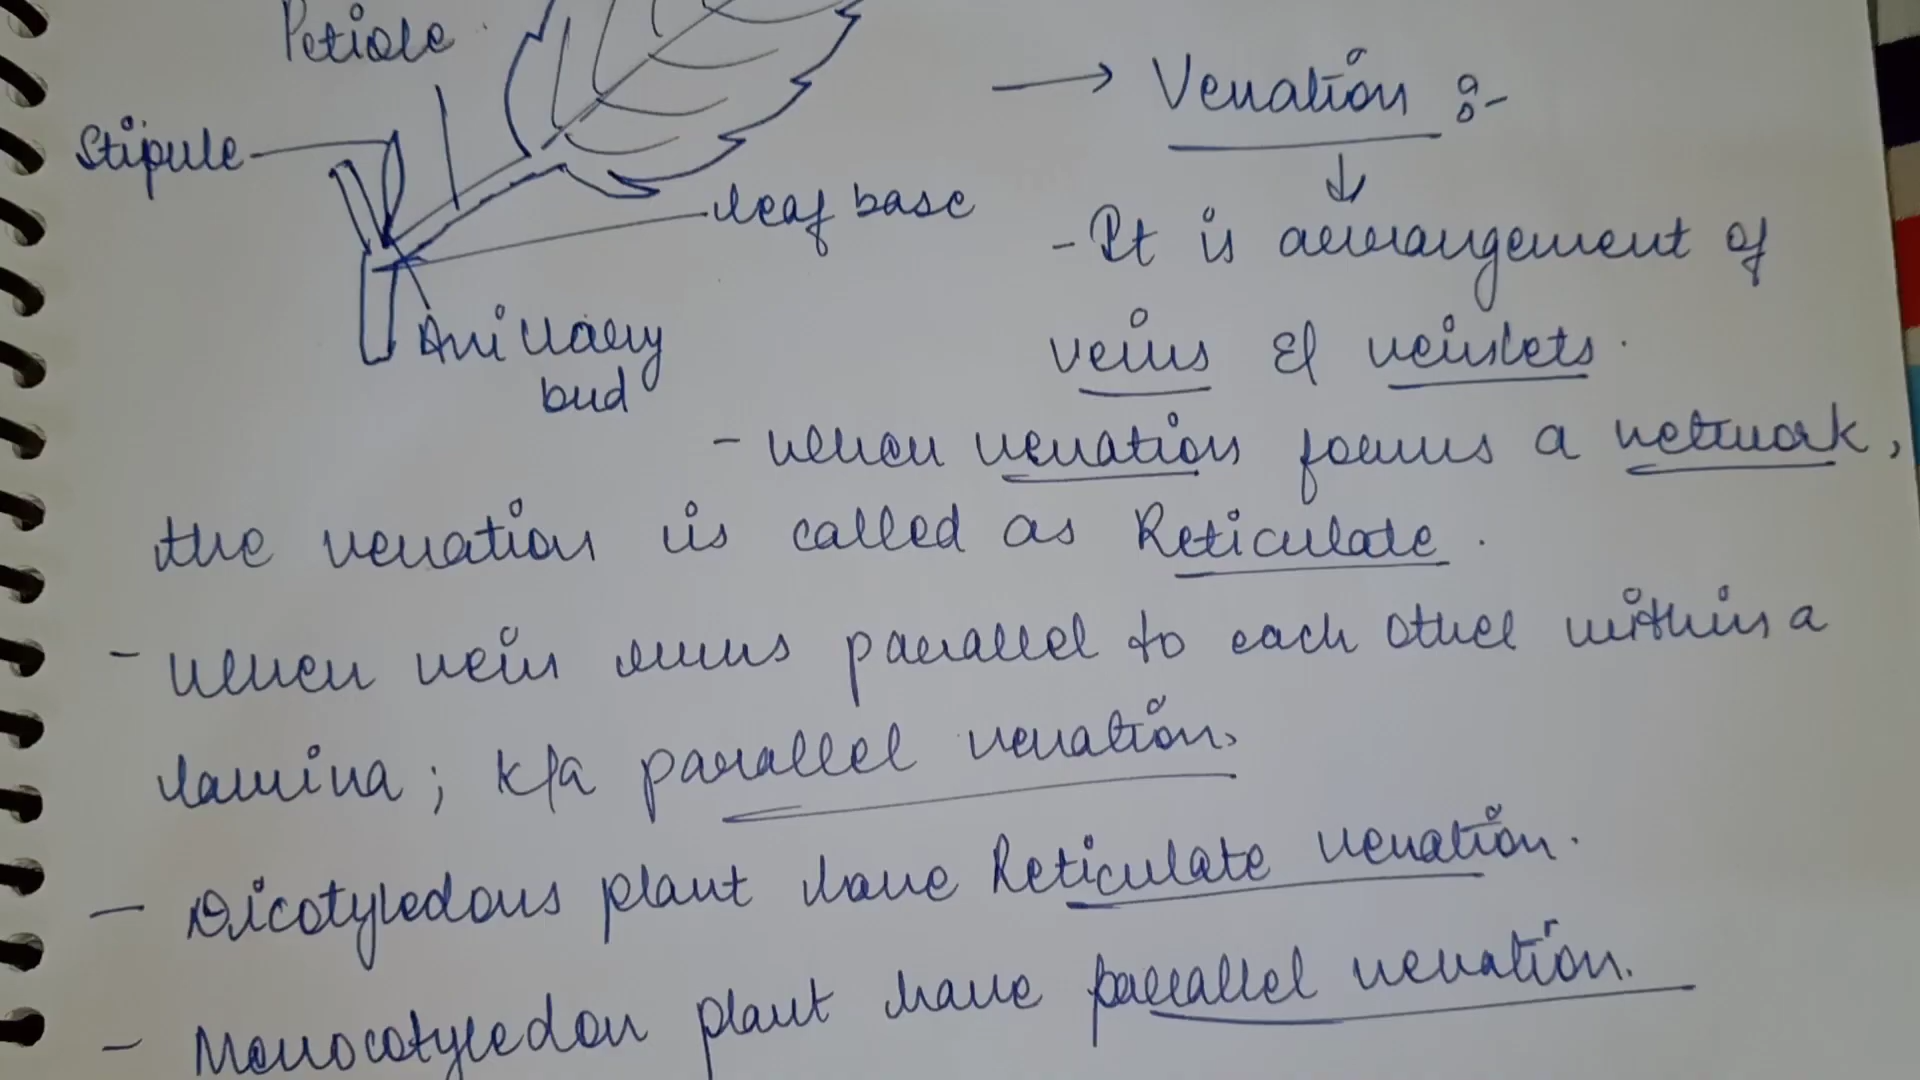 Petiole
Stipule
leaf base
Axillary
bud
→ Venation :-
↓
- It is arrangement of
veins & veinlets.
- when venation forms a network,
the venation is called as Reticulate.
- when vein runs parallel to each other within a
lamina; k/a parallel venation.
- Dicotyledons plant have Reticulate venation.
- Monocotyledon plant have parallel venation.